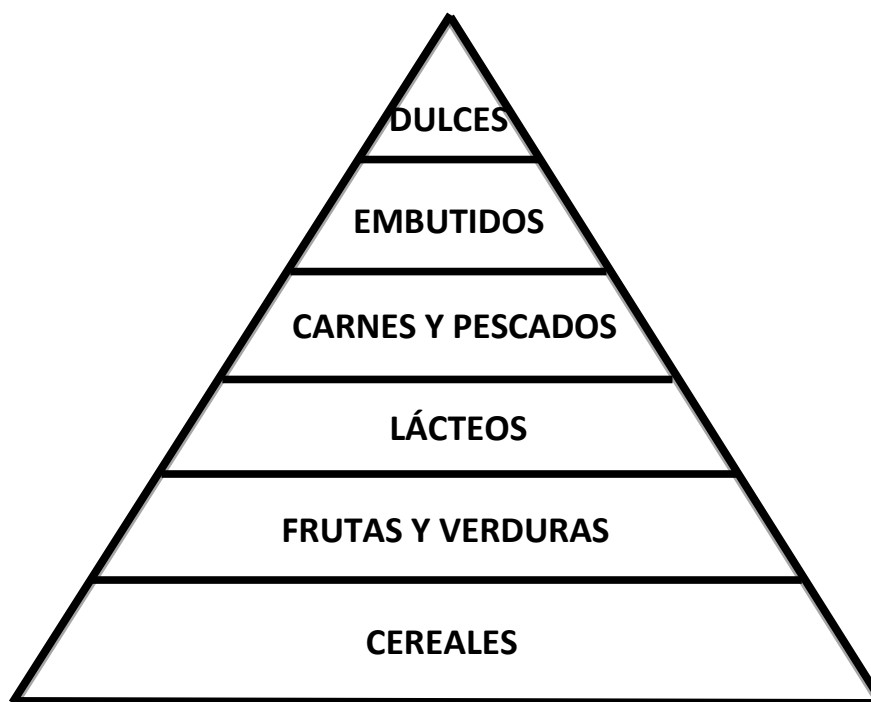 DULCES
EMBUTIDOS
CARNES Y PESCADOS
LÁCTEOS
FRUTAS Y VERDURAS
CEREALES